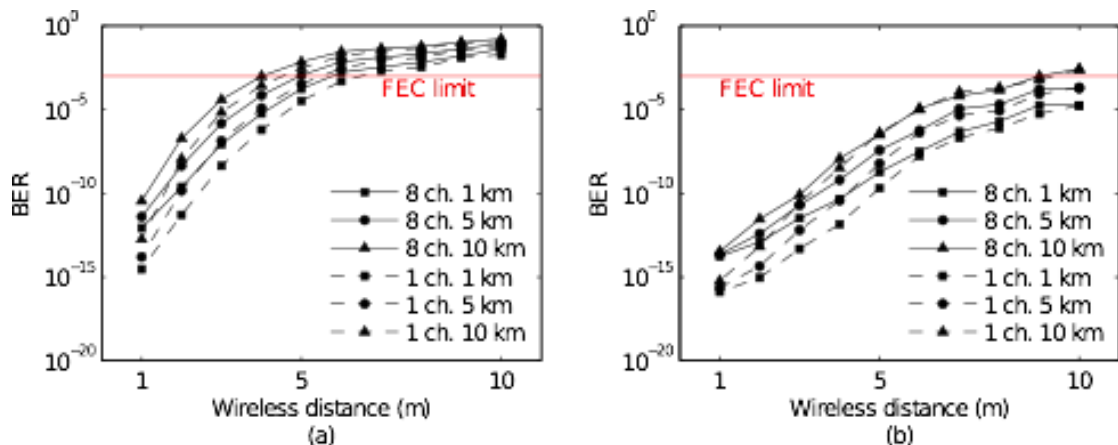 10^0
10^-5
10^-10
10^-15
10^-20
BER
FEC limit
8 ch. 1 km
8 ch. 5 km
8 ch. 10 km
1 ch. 1 km
1 ch. 5 km
1 ch. 10 km
1 5 10
Wireless distance (m)
(a)
10^0
10^-5
10^-10
10^-15
10^-20
BER
FEC limit
8 ch. 1 km
8 ch. 5 km
8 ch. 10 km
1 ch. 1 km
1 ch. 5 km
1 ch. 10 km
1 5 10
Wireless distance (m)
(b)